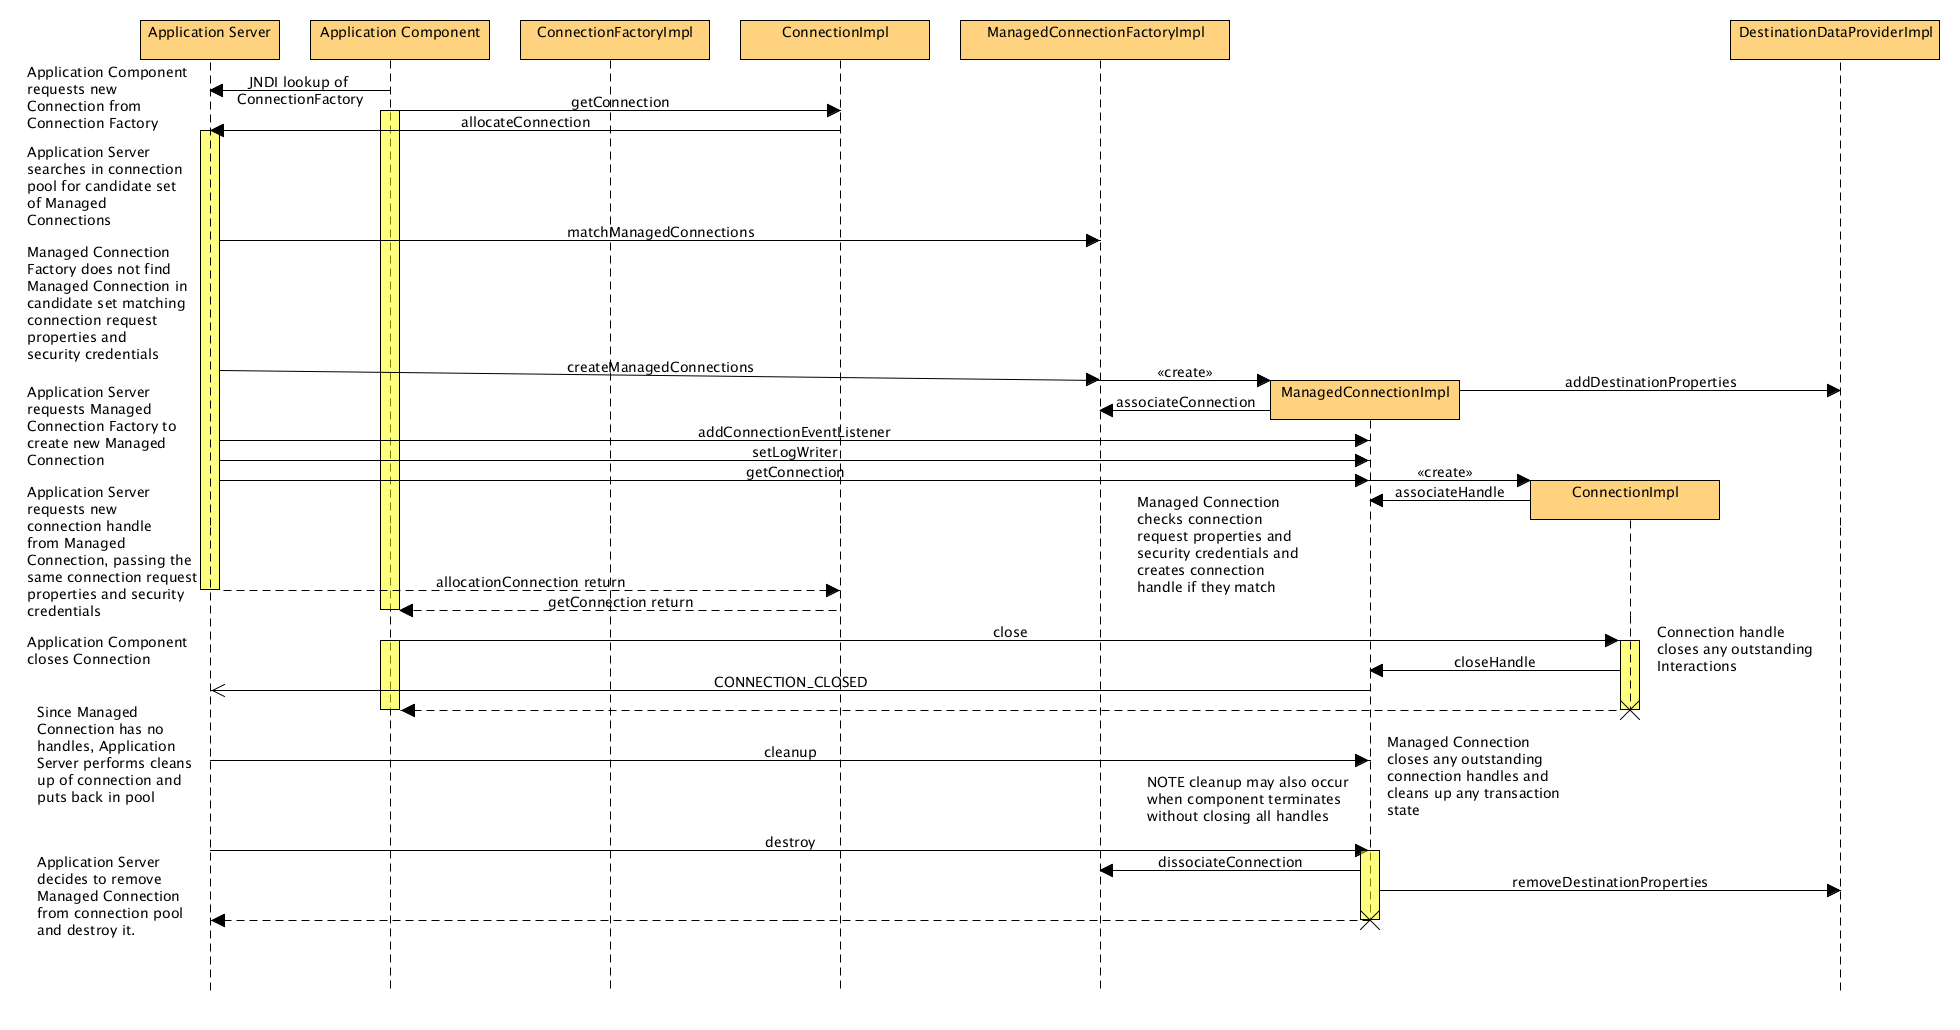 Application Server
Application Component
ConnectionFactoryImpl
ConnectionImpl
ManagedConnectionFactoryImpl
DestinationDataProviderImpl
Application Component
requests new
Connection from
Connection Factory
JNDI lookup of
ConnectionFactory
getConnection
allocateConnection
Application Server
searches in connection
pool for candidate set
of Managed
Connections
matchManagedConnections
Managed Connection
Factory does not find
Managed Connection in
candidate set matching
connection request
properties and
security credentials
createManagedConnections
«create»
ManagedConnectionImpl
addDestinationProperties
associateConnection
Application Server
requests Managed
Connection Factory to
create new Managed
Connection
addConnectionEventListener
setLogWriter
getConnection
«create»
ConnectionImpl
associateHandle
Application Server
requests new
connection handle
from Managed
Connection, passing the
same connection request
properties and security
credentials
Managed Connection
checks connection
request properties and
security credentials and
creates connection
handle if they match
allocationConnection return
getConnection return
Application Component
closes Connection
close
Connection handle
closes any outstanding
Interactions
closeHandle
CONNECTION_CLOSED
Since Managed
Connection has no
handles, Application
Server performs cleans
up of connection and
puts back in pool
cleanup
Managed Connection
closes any outstanding
connection handles and
cleans up any transaction
state
NOTE cleanup may also occur
when component terminates
without closing all handles
destroy
dissociateConnection
removeDestinationProperties
Application Server
decides to remove
Managed Connection
from connection pool
and destroy it.